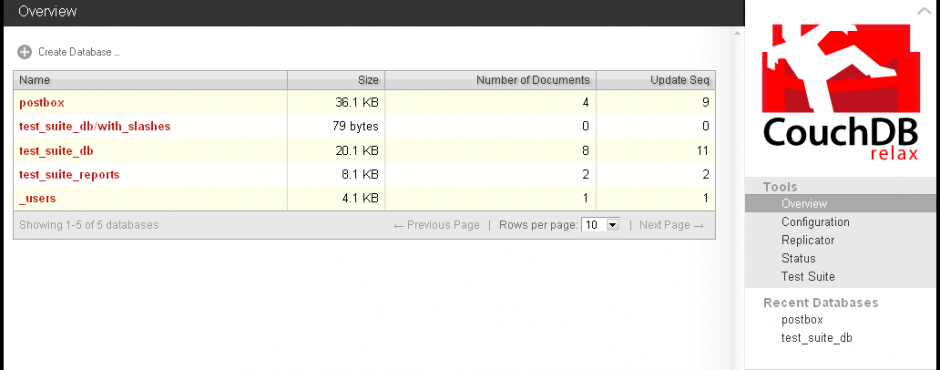 Overview
Create Database ...
Name Size Number of Documents Update Seq
postbox 36.1 KB 4 9
test_suite_db/with_slashes 79 bytes 0 0
test_suite_db 20.1 KB 8 11
test_suite_reports 8.1 KB 2 2
_users 4.1 KB 1 1
Showing 1-5 of 5 databases ← Previous Page | Rows per page: 10 | Next Page →
CouchDB
relax
Tools
Overview
Configuration
Replicator
Status
Test Suite
Recent Databases
postbox
test_suite_db